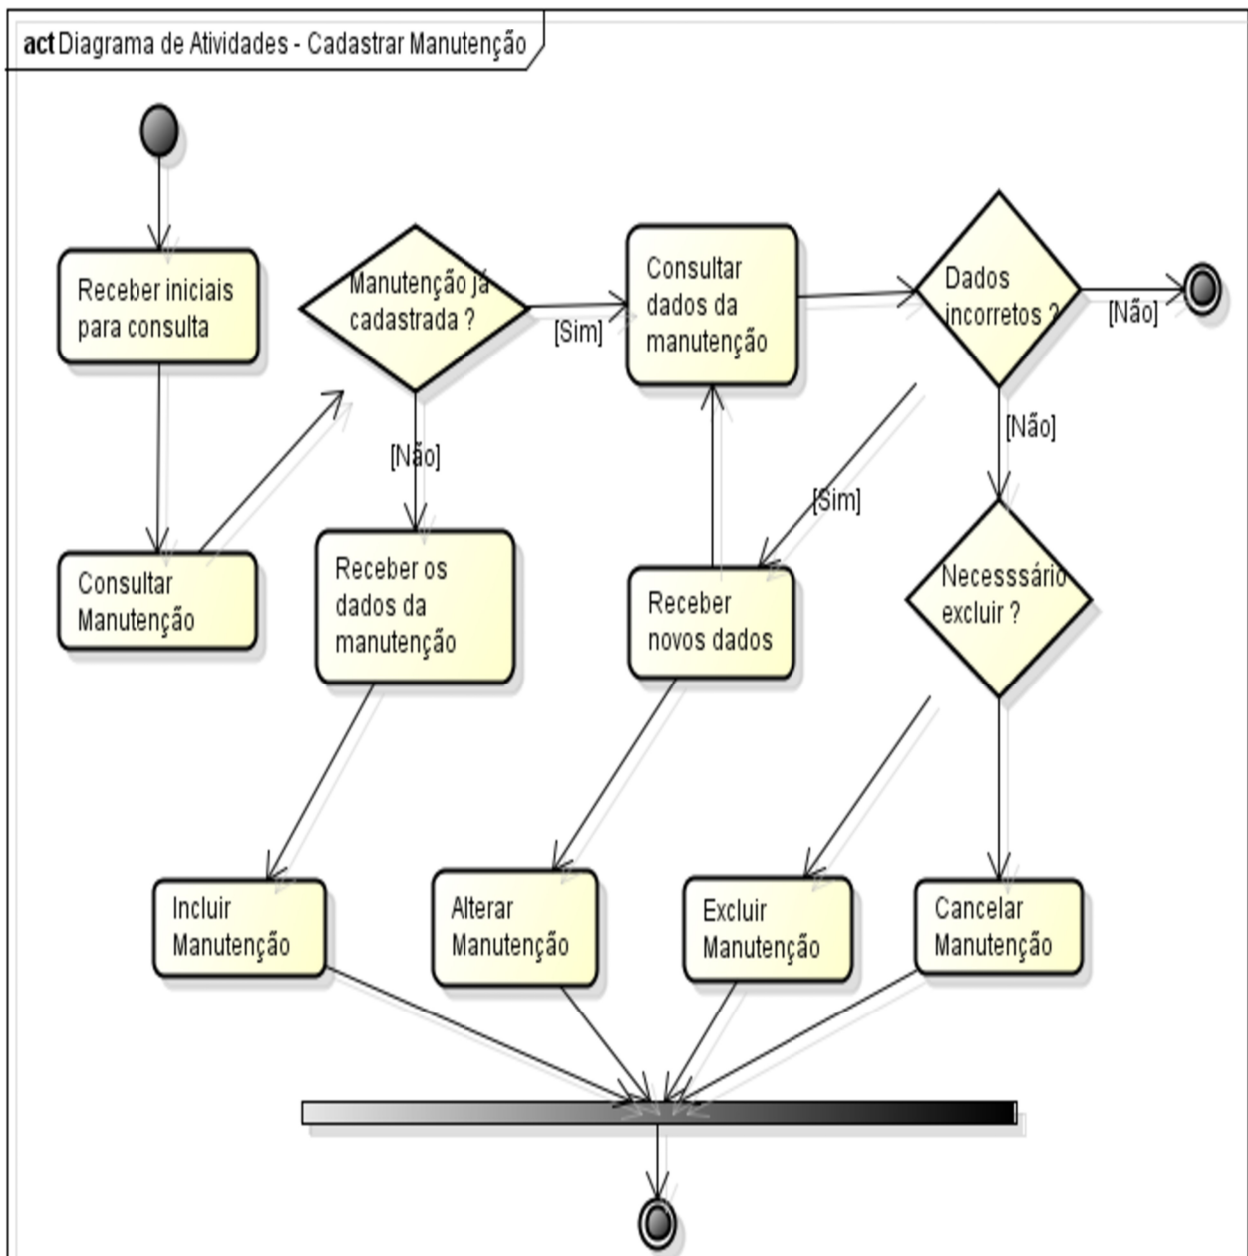 act Diagrama de Atividades - Cadastrar Manutenção
Receber iniciais
para consulta
Manutenção já
cadastrada ?
[Sim]
Consultar
dados da
manutenção
Dados
incorretos ?
[Não]
[Não]
[Não]
[Sim]
Consultar
Manutenção
Receber os
dados da
manutenção
Receber
novos dados
Necesssário
excluir ?
Incluir
Manutenção
Alterar
Manutenção
Excluir
Manutenção
Cancelar
Manutenção